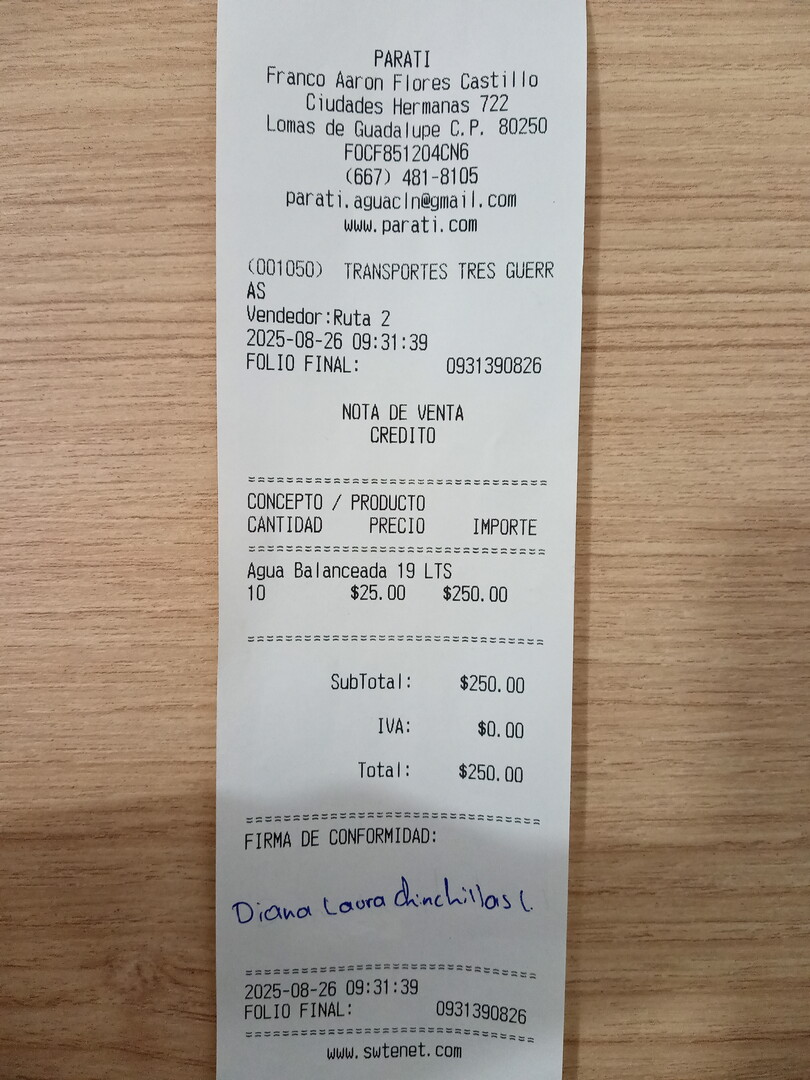 PARATI
Franco Aaron Flores Castillo
Ciudades Hermanas 722
Lomas de Guadalupe C.P. 80250
FOCF851204CN6
(667) 481-8105
parati.aguacln@gmail.com
www.parati.com
(001050) TRANSPORTES TRES GUERR
AS
Vendedor:Ruta 2
2025-08-26 09:31:39
FOLIO FINAL: 0931390826
NOTA DE VENTA
CREDITO
================================
CONCEPTO / PRODUCTO
CANTIDAD PRECIO IMPORTE
================================
Agua Balanceada 19 LTS
10 $25.00 $250.00
================================
SubTotal: $250.00
IVA: $0.00
Total: $250.00
================================
FIRMA DE CONFORMIDAD:
Diana Laura Chinchillas L.
================================
2025-08-26 09:31:39
FOLIO FINAL: 0931390826
================================
www.swtenet.com